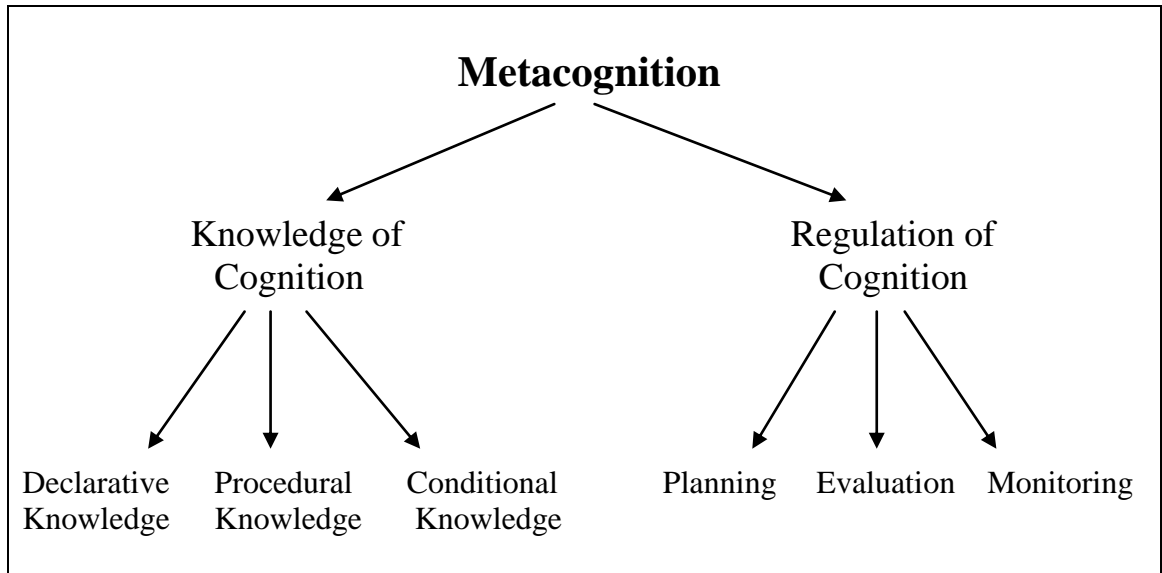 Metacognition
Knowledge of
Cognition
Regulation of
Cognition
Declarative
Knowledge
Procedural
Knowledge
Conditional
Knowledge
Planning
Evaluation
Monitoring